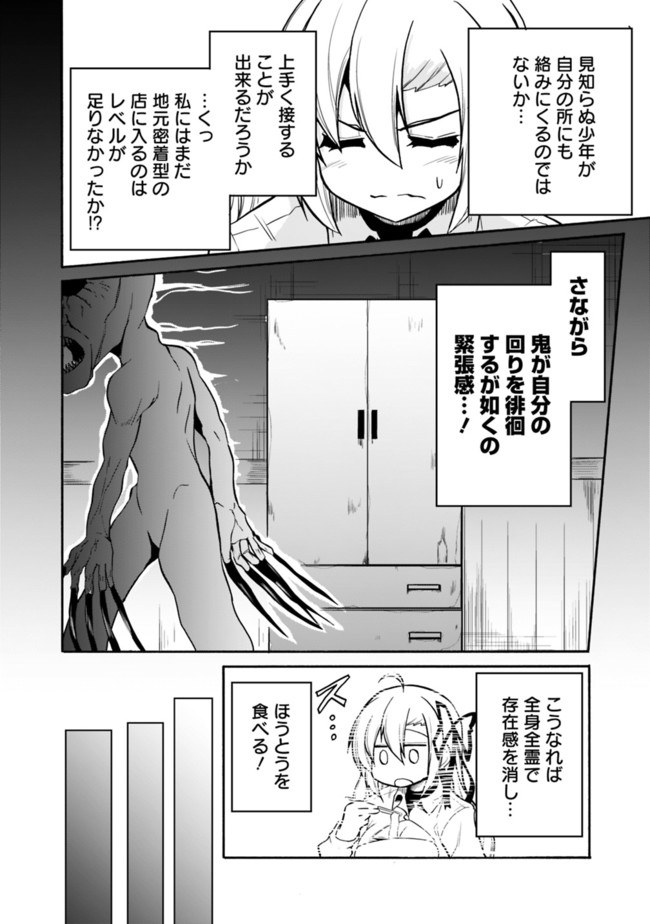 見知らぬ少年が
自分の所にも
絡みにくるのでは
ないか…
上手く接する
ことが
出来るだろうか
…くっ
私にはまだ
地元密着型の
店に入るのは
レベルが
足りなかったか!?
さながら
鬼が自分の
回りを徘徊
するが如くの
緊張感…!
こうなれば
全身全霊で
存在感を消し…
スゥ…
ほうとうを
食べる!